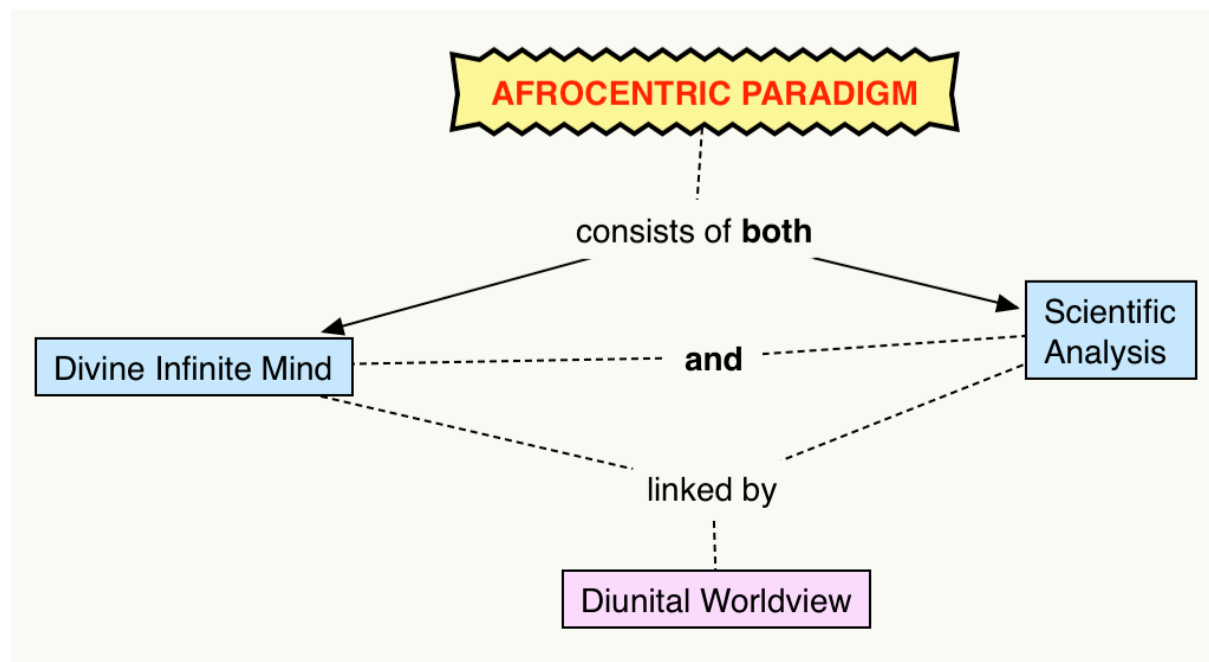 AFROCENTRIC PARADIGM
consists of both
Divine Infinite Mind
and
Scientific
Analysis
linked by
Diunital Worldview